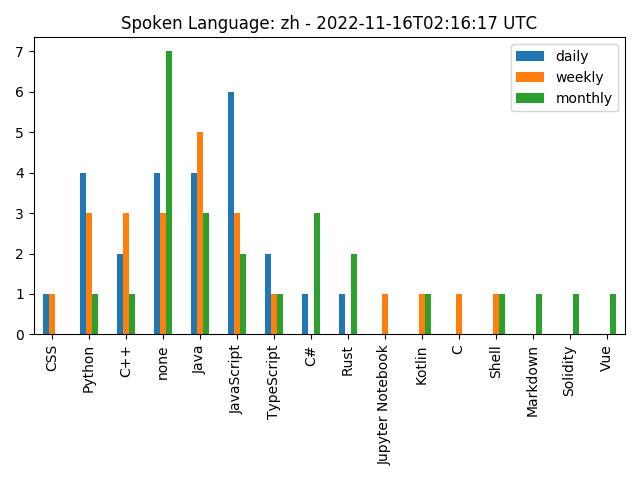 Spoken Language: zh - 2022-11-16T02:16:17 UTC
daily
weekly
monthly
7
6
5
4
3
2
1
0
CSS
Python
C++
none
Java
JavaScript
TypeScript
C#
Rust
Jupyter Notebook
Kotlin
C
Shell
Markdown
Solidity
Vue